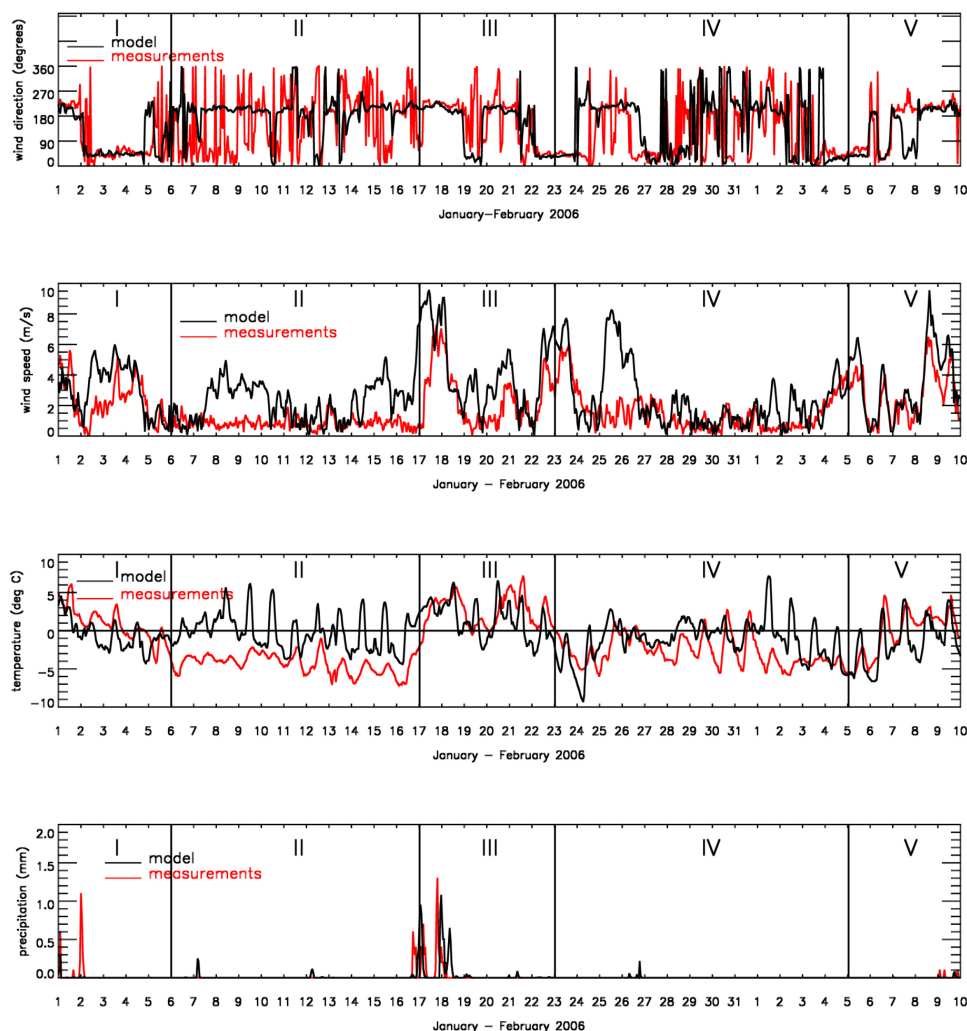 I II III IV V
model
measurements
wind direction (degrees)
360
270
180
90
0
1 2 3 4 5 6 7 8 9 10 11 12 13 14 15 16 17 18 19 20 21 22 23 24 25 26 27 28 29 30 31 1 2 3 4 5 6 7 8 9 10
January-February 2006
I II III IV V
model
measurements
wind speed (m/s)
10
8
6
4
2
0
1 2 3 4 5 6 7 8 9 10 11 12 13 14 15 16 17 18 19 20 21 22 23 24 25 26 27 28 29 30 31 1 2 3 4 5 6 7 8 9 10
January - February 2006
I II III IV V
model
measurements
temperature (deg C)
10
5
0
-5
-10
1 2 3 4 5 6 7 8 9 10 11 12 13 14 15 16 17 18 19 20 21 22 23 24 25 26 27 28 29 30 31 1 2 3 4 5 6 7 8 9 10
January - February 2006
I II III IV V
model
measurements
precipitation (mm)
2.0
1.5
1.0
0.5
0.0
1 2 3 4 5 6 7 8 9 10 11 12 13 14 15 16 17 18 19 20 21 22 23 24 25 26 27 28 29 30 31 1 2 3 4 5 6 7 8 9 10
January - February 2006